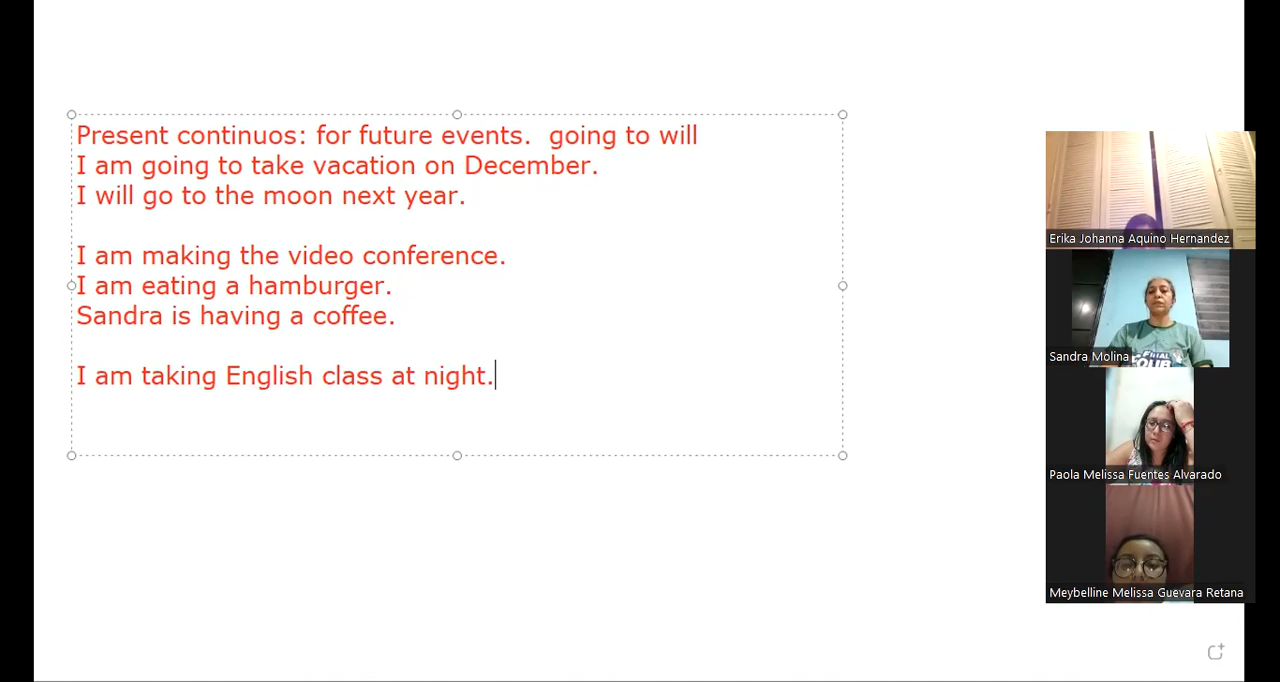 Present continuos: for future events.  going to will
I am going to take vacation on December.
I will go to the moon next year.
I am making the video conference.
I am eating a hamburger.
Sandra is having a coffee.
I am taking English class at night.
Erika Johanna Aquino Hernandez
Sandra Molina
Paola Melissa Fuentes Alvarado
Meybelline Melissa Guevara Retana